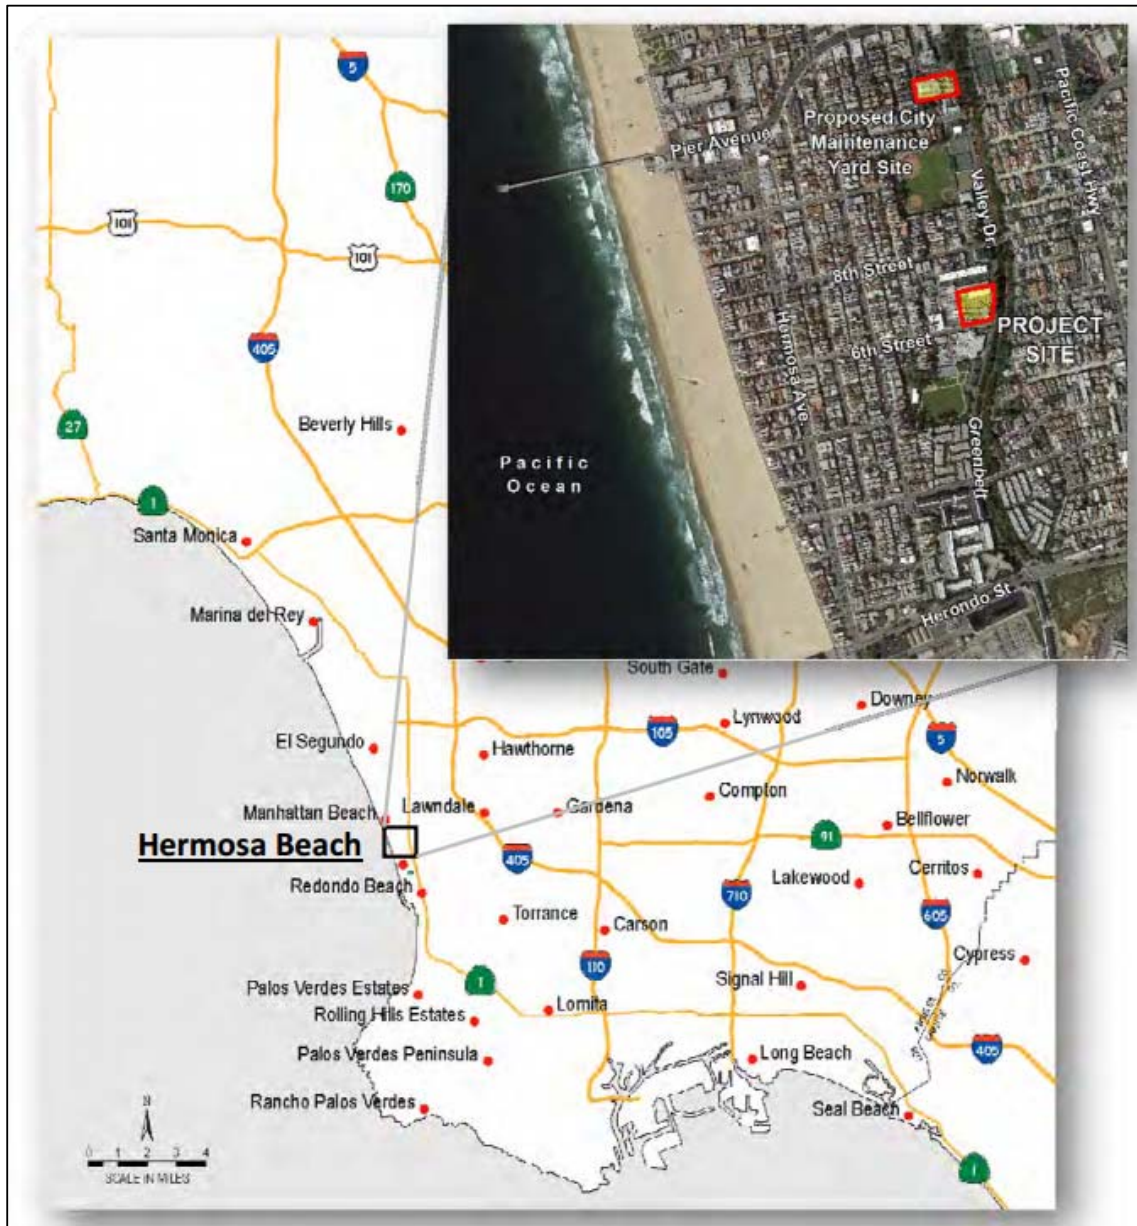 5
170
101
101
405
27
1
Beverly Hills
Santa Monica
Marina del Rey
Pier Avenue
Proposed City
Maintenance
Yard Site
Pacific Coast Hwy
Valley Dr.
8th Street
6th Street
PROJECT
SITE
Hermosa Ave.
Greenbelt
Herondo St.
Pacific
Ocean
South Gate
Downey
Lynwood
105
5
El Segundo
Hawthorne
Norwalk
Compton
Manhattan Beach
Lawndale
Gardena
Bellflower
91
Hermosa Beach
405
Cerritos
Redondo Beach
710
Lakewood
605
Torrance
Carson
Cypress
110
1
Signal Hill
Palos Verdes Estates
Lomita
Rolling Hills Estates
405
Palos Verdes Peninsula
Long Beach
Rancho Palos Verdes
Seal Beach
1
N
0 1 2 3 4
SCALE IN MILES